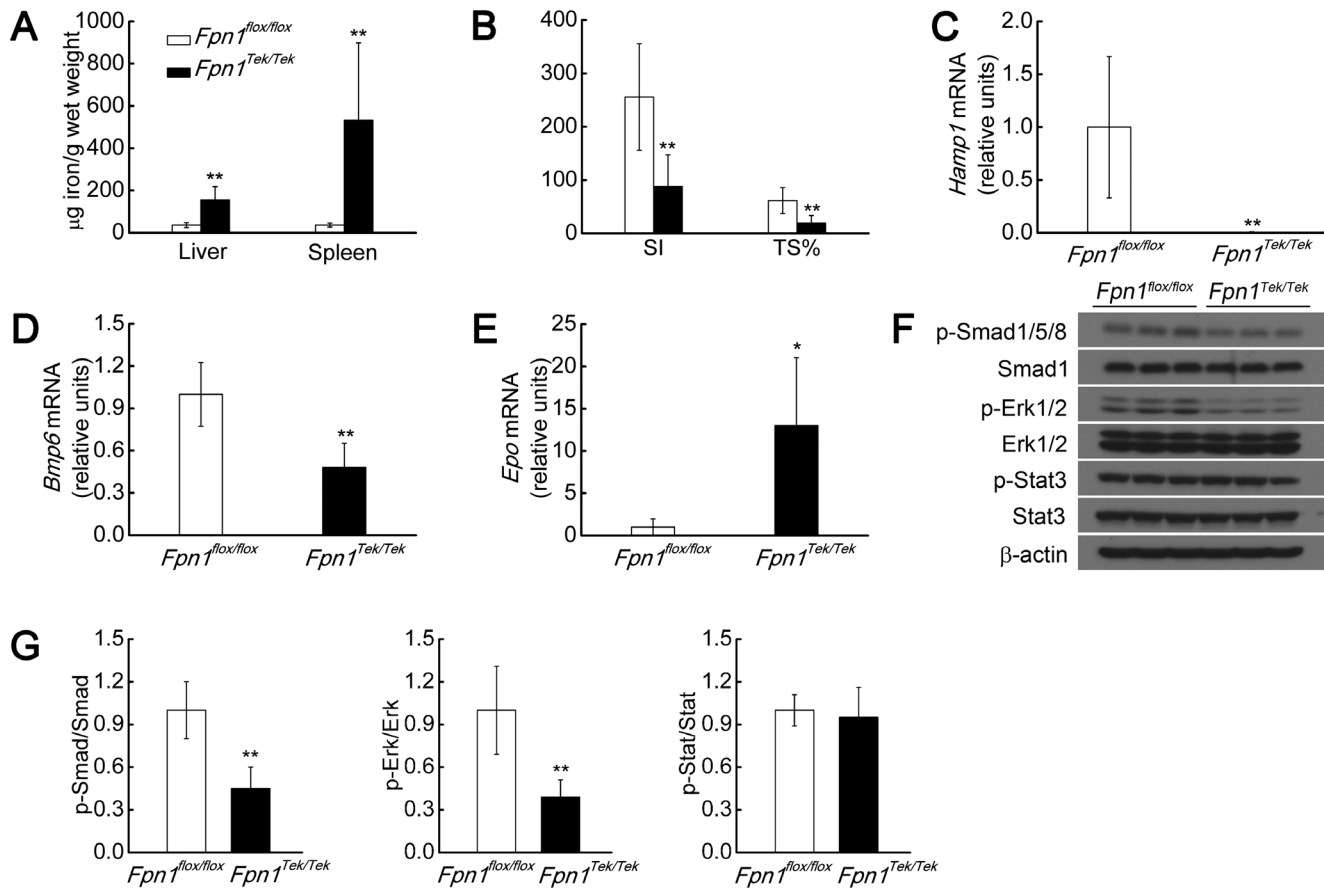 A
μg iron/g wet weight
1000
800
600
400
200
0
Fpn1flox/flox
Fpn1Tek/Tek
**
**
Liver
Spleen
B
400
300
200
100
0
**
**
SI
TS%
C
Hamp1 mRNA
(relative units)
2.0
1.5
1.0
0.5
0.0
**
Fpn1flox/flox
Fpn1Tek/Tek
D
Bmp6 mRNA
(relative units)
1.5
1.2
0.9
0.6
0.3
0.0
**
Fpn1flox/flox
Fpn1Tek/Tek
E
Epo mRNA
(relative units)
25
20
15
10
5
0
*
Fpn1flox/flox
Fpn1Tek/Tek
F
Fpn1flox/flox Fpn1Tek/Tek
p-Smad1/5/8
Smad1
p-Erk1/2
Erk1/2
p-Stat3
Stat3
β-actin
G
p-Smad/Smad
1.5
1.2
0.9
0.6
0.3
0.0
**
Fpn1flox/flox
Fpn1Tek/Tek
p-Erk/Erk
1.5
1.2
0.9
0.6
0.3
0.0
**
Fpn1flox/flox
Fpn1Tek/Tek
p-Stat/Stat
1.5
1.2
0.9
0.6
0.3
0.0
Fpn1flox/flox
Fpn1Tek/Tek